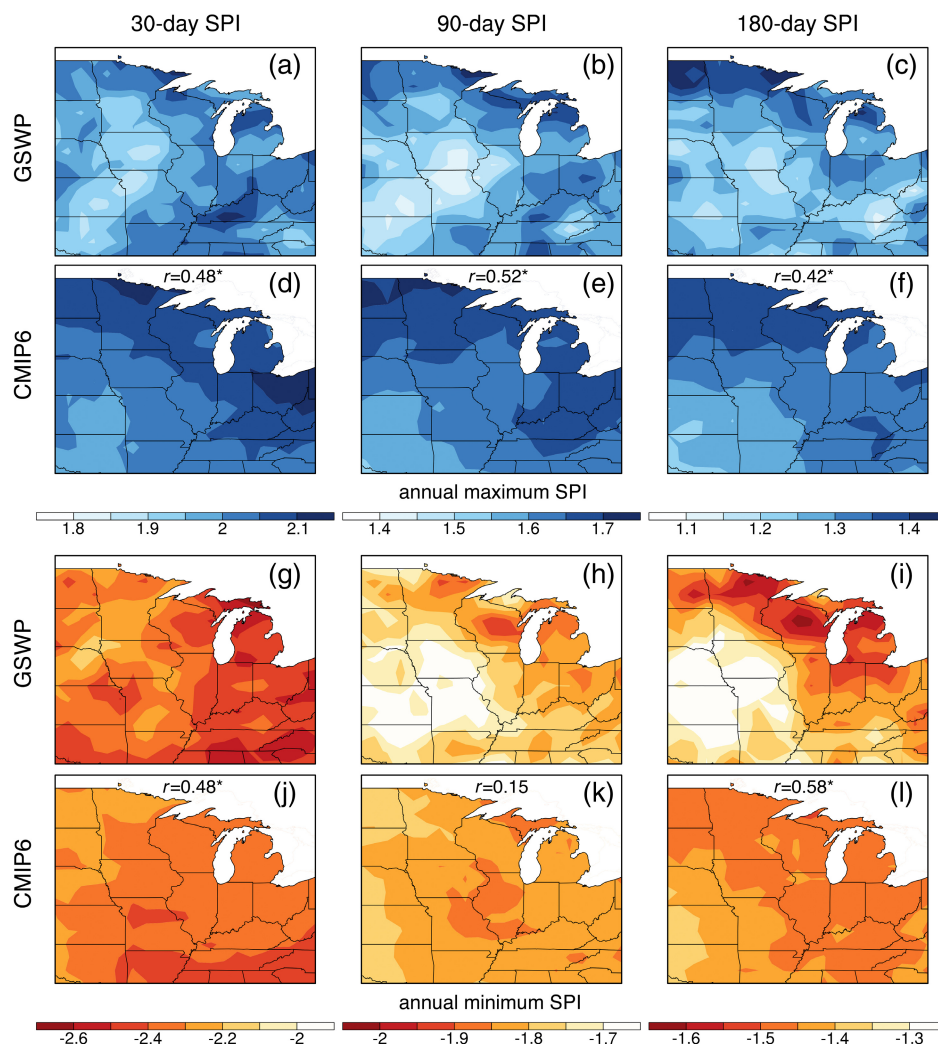 30-day SPI 90-day SPI 180-day SPI
GSWP (a) (b) (c)
CMIP6 r=0.48* (d) r=0.52* (e) r=0.42* (f)
annual maximum SPI
1.8 1.9 2 2.1 1.4 1.5 1.6 1.7 1.1 1.2 1.3 1.4
GSWP (g) (h) (i)
CMIP6 r=0.48* (j) r=0.15 (k) r=0.58* (l)
annual minimum SPI
-2.6 -2.4 -2.2 -2 -2 -1.9 -1.8 -1.7 -1.6 -1.5 -1.4 -1.3